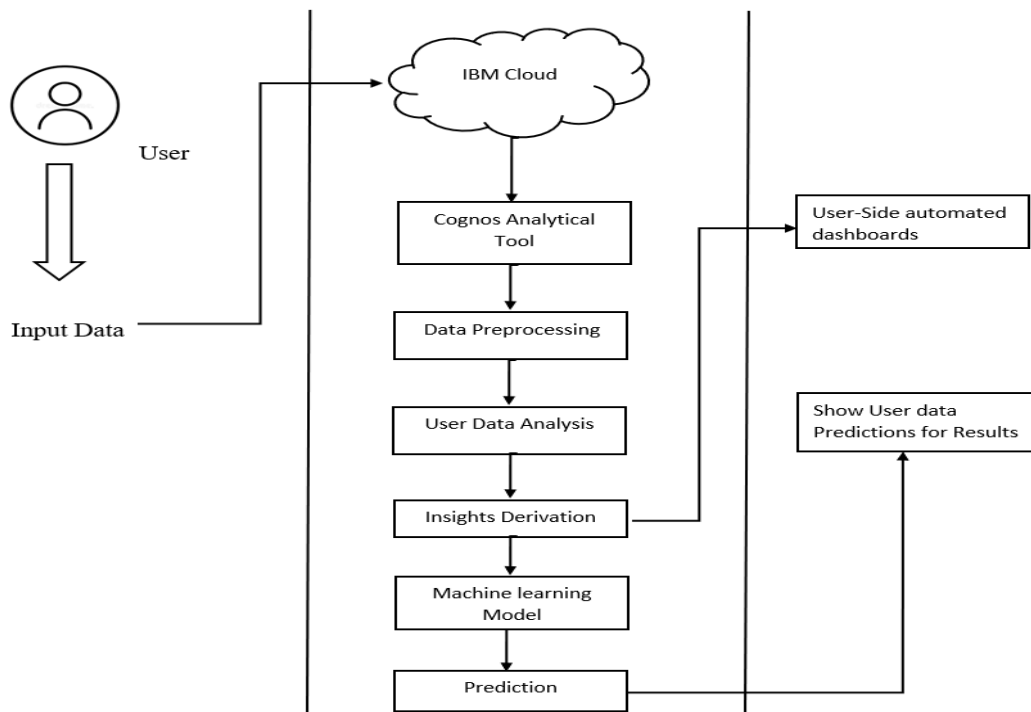 IBM Cloud
User
Input Data
Cognos Analytical
Tool
Data Preprocessing
User Data Analysis
Insights Derivation
Machine learning
Model
Prediction
User-Side automated
dashboards
Show User data
Predictions for Results